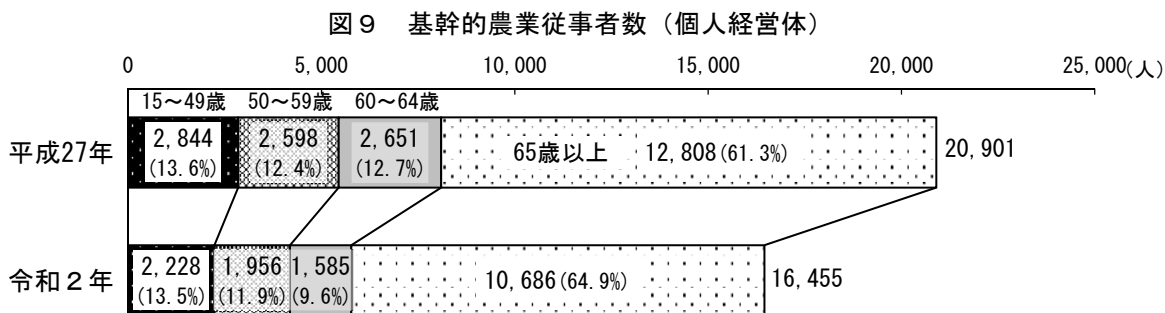 図９　基幹的農業従事者数（個人経営体）
0 5,000 10,000 15,000 20,000 25,000(人)
15～49歳 50～59歳 60～64歳
平成27年 2,844 2,598 2,651 65歳以上 12,808(61.3%) 20,901
(13.6%) (12.4%) (12.7%)
令和２年 2,228 1,956 1,585 10,686(64.9%) 16,455
(13.5%) (11.9%) (9.6%)